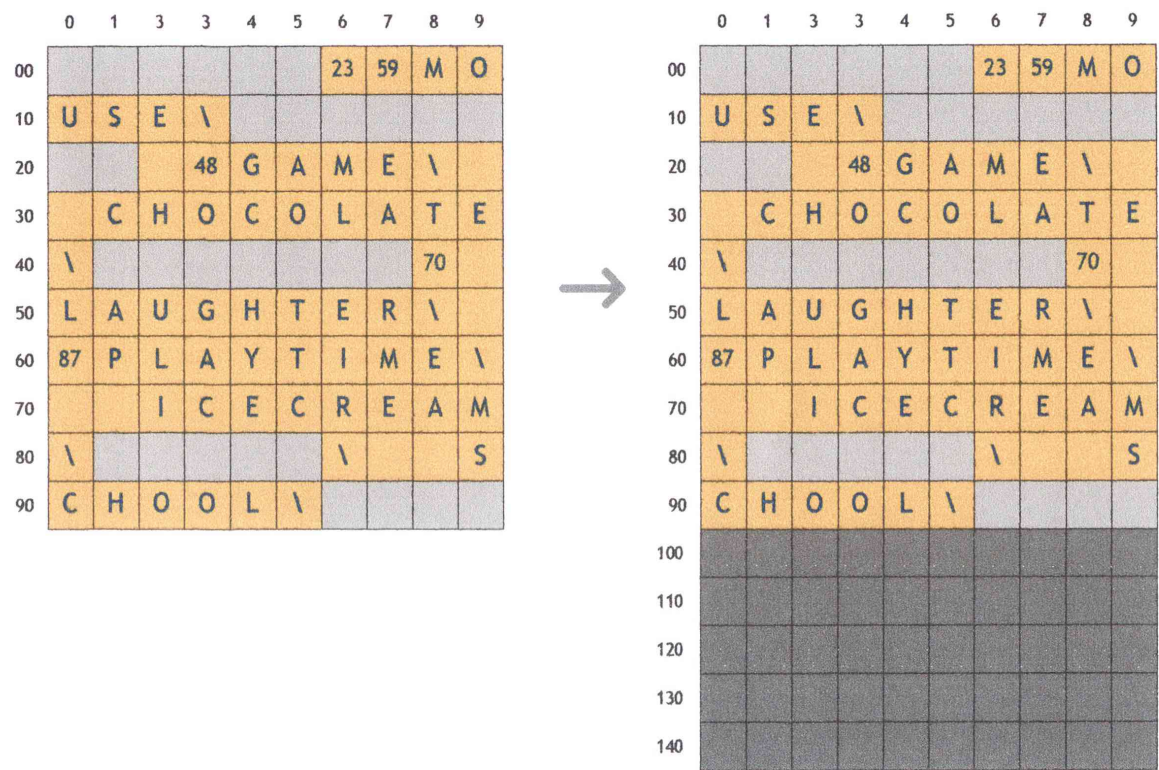 0 1 3 3 4 5 6 7 8 9
00 23 59 M O
10 U S E \
20 48 G A M E \
30 C H O C O L A T E
40 \ 70
50 L A U G H T E R \
60 87 P L A Y T I M E \
70 I C E C R E A M
80 \ \ S
90 C H O O L \
0 1 3 3 4 5 6 7 8 9
00 23 59 M O
10 U S E \
20 48 G A M E \
30 C H O C O L A T E
40 \ 70
50 L A U G H T E R \
60 87 P L A Y T I M E \
70 I C E C R E A M
80 \ \ S
90 C H O O L \
100
110
120
130
140